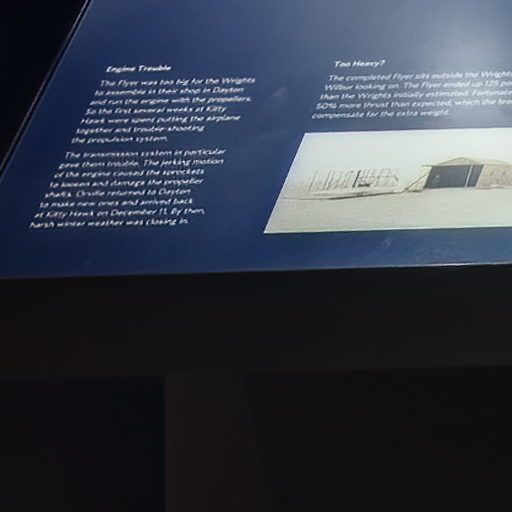 Engine Trouble
The Flyer was too big for the Wrights
to assemble in their shop in Dayton
and run the engine with the propellers.
So the first several weeks at Kitty
Hawk were spent putting the airplane
together and trouble-shooting
the propulsion system.
The transmission system in particular
gave them trouble. The jerking motion
of the engine caused the sprockets
to loosen and damage the propeller
shafts. Orville returned to Dayton
to make new ones and arrived back
at Kitty Hawk on December 11. By then,
harsh winter weather was closing in.
Too Heavy?
The completed Flyer sits outside the Wrights
Wilbur looking on. The Flyer ended up 125 po
than the Wrights initially estimated. Fortunate
50% more thrust than expected, which the bro
compensate for the extra weight.